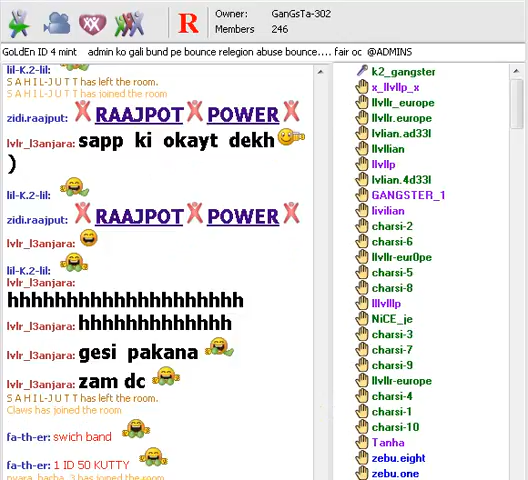 R
Owner: GanGsTa-302
Members 246
GoLdEn ID 4 mint admin ko gali bund pe bounce relegion abuse bounce.... fair oc @ADMINS
lil-K.2-lil:
S A H I L- J U T T has left the room.
S A H I L- J U T T has joined the room
zidi.raajput: RAAJPOT POWER
lvlr_l3anjara: sapp ki okayt dekh
)
lil-K.2-lil:
zidi.raajput: RAAJPOT POWER
lvlr_l3anjara:
lil-K.2-lil:
lvlr_l3anjara:
hhhhhhhhhhhhhhhhhhhh
lvlr_l3anjara: hhhhhhhhhhhhh
lvlr_l3anjara: gesi pakana
lvlr_l3anjara: zam dc
S A H I L- J U T T has left the room.
Claws has joined the room
fa-th-er: swich band
fa-th-er: 1 ID 50 KUTTY
k2_gangster
x_llvllp_x
llvllr_europe
llvllr.europe
lvlian.ad33l
llvllian
llvllp
lvlian.4d33l
GANGSTER_1
livilian
charsi-2
charsi-6
llvllr-eur0pe
charsi-5
charsi-8
lllvlllp
NiCE_je
charsi-3
charsi-7
charsi-9
llvllr-europe
charsi-4
charsi-1
charsi-10
Tanha
zebu.eight
zebu.one